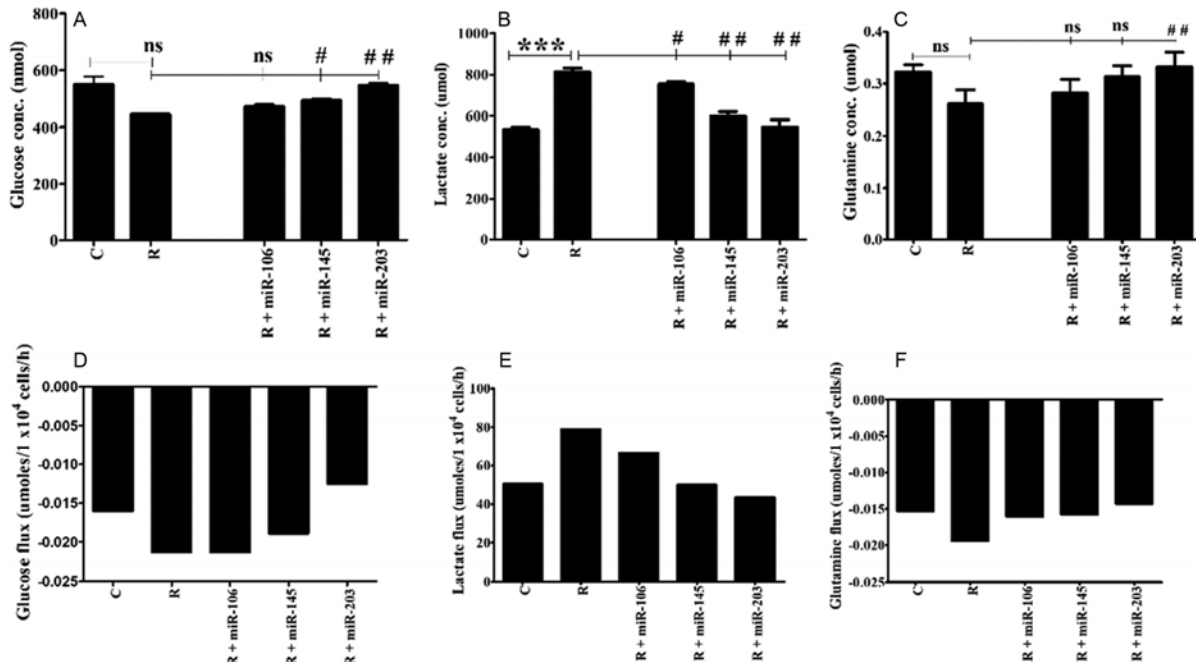 A
Glucose conc. (nmol)
800
600
400
200
0
ns
ns
#
##
C
R
R + miR-106
R + miR-145
R + miR-203
B
Lactate conc. (umol)
1000
800
600
400
200
0
***
#
##
##
C
R
R + miR-106
R + miR-145
R + miR-203
C
Glutamine conc. (umol)
0.4
0.3
0.2
0.1
0.0
ns
ns
ns
##
C
R
R + miR-106
R + miR-145
R + miR-203
D
Glucose flux (umoles/1 x10⁴ cells/h)
0.000
-0.005
-0.010
-0.015
-0.020
-0.025
C
R
R + miR-106
R + miR-145
R + miR-203
E
Lactate flux (umoles/1 x10⁴ cells/h)
100
80
60
40
20
0
C
R
R + miR-106
R + miR-145
R + miR-203
F
Glutamine flux (umoles/1 x10⁴ cells/h)
0.000
-0.005
-0.010
-0.015
-0.020
-0.025
C
R
R + miR-106
R + miR-145
R + miR-203